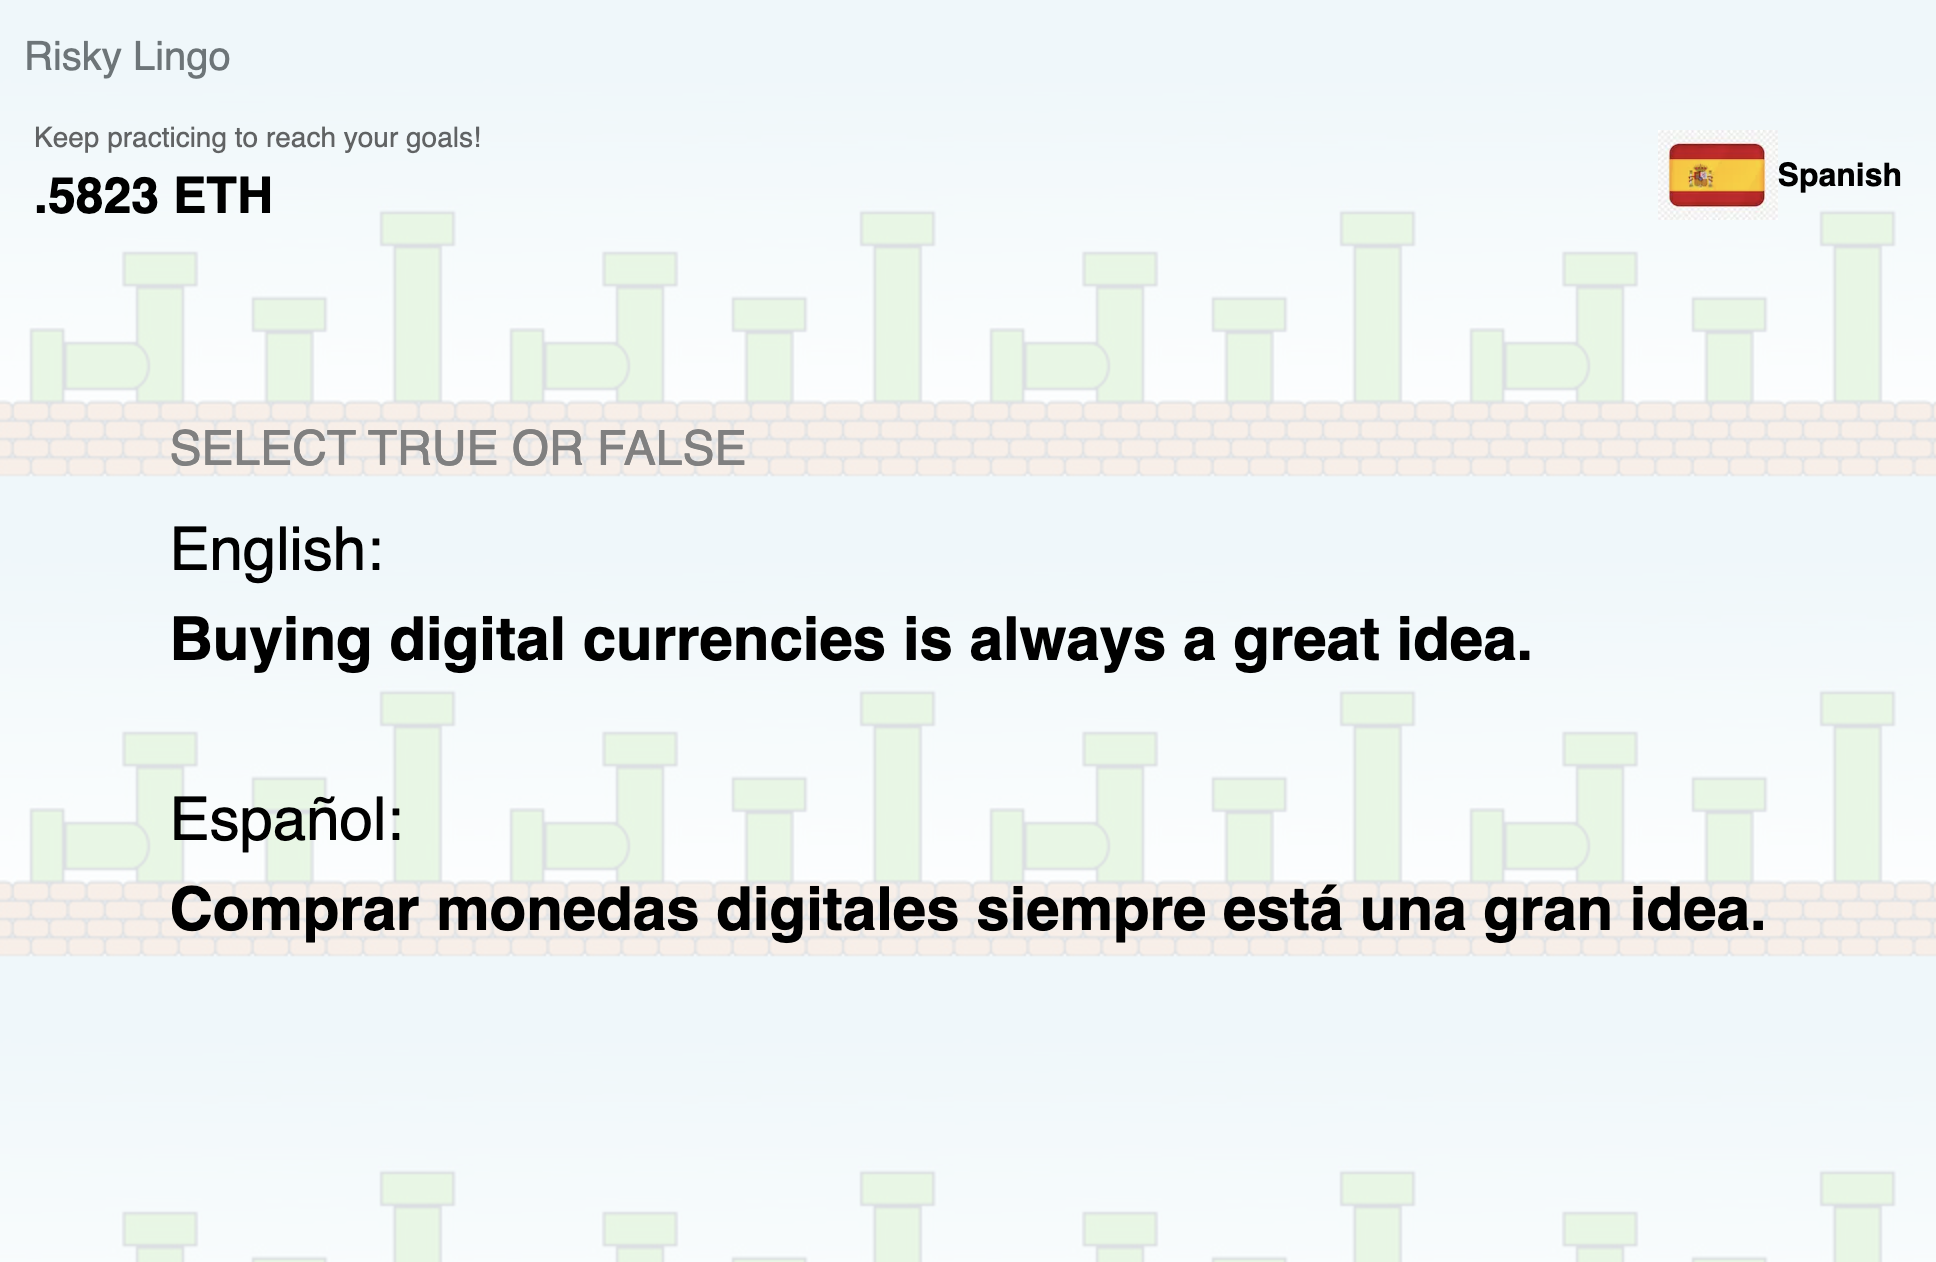 Risky Lingo
Keep practicing to reach your goals!
.5823 ETH
Spanish
SELECT TRUE OR FALSE
English:
Buying digital currencies is always a great idea.
Español:
Comprar monedas digitales siempre está una gran idea.